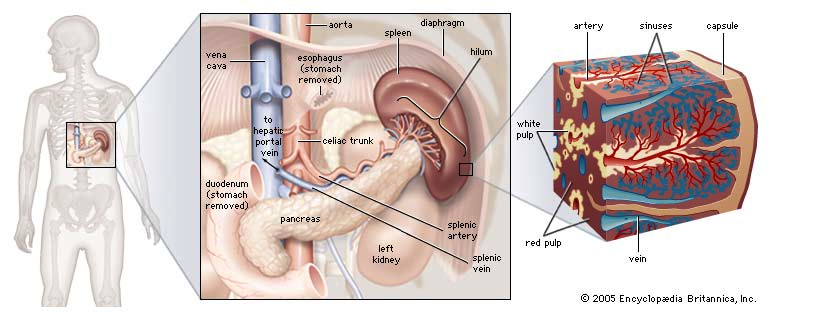 aorta
diaphragm
spleen
hilum
vena
cava
esophagus
(stomach
removed)
to
hepatic
portal
vein
celiac trunk
duodenum
(stomach
removed)
pancreas
splenic
artery
left
kidney
splenic
vein
artery
sinuses
capsule
white
pulp
red pulp
vein
© 2005 Encyclopædia Britannica, Inc.